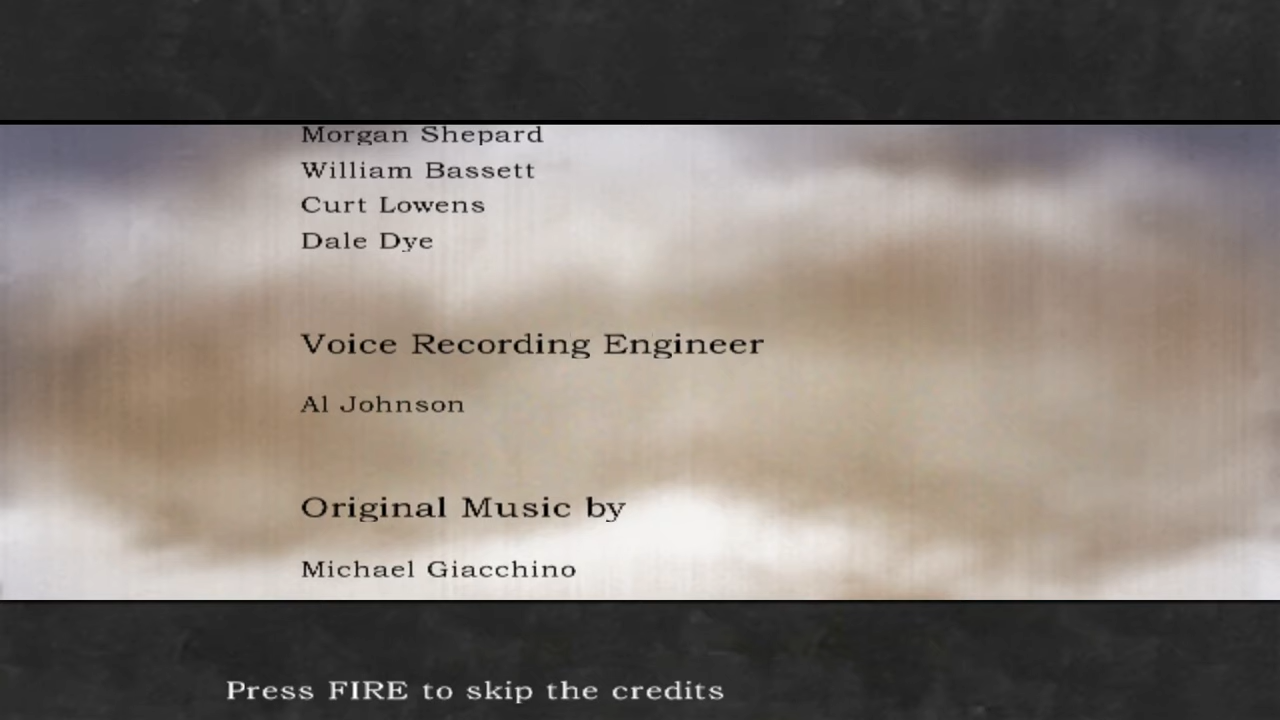 Morgan Shepard
William Bassett
Curt Lowens
Dale Dye
Voice Recording Engineer
Al Johnson
Original Music by
Michael Giacchino
Press FIRE to skip the credits